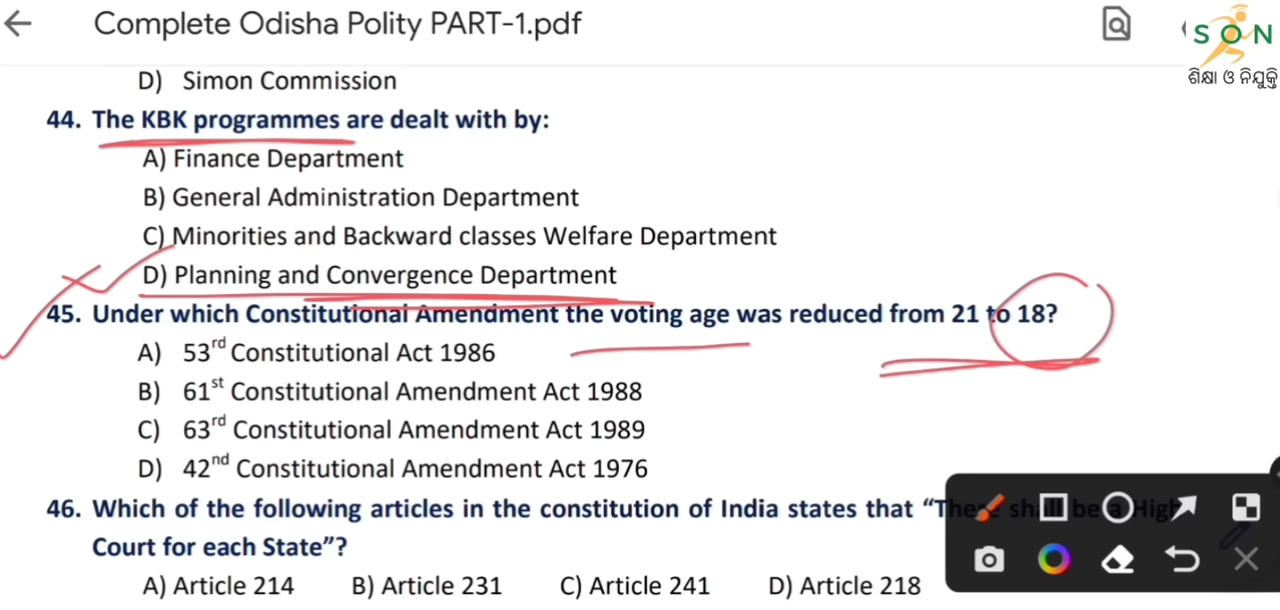 Complete Odisha Polity PART-1.pdf
SON
ଶିକ୍ଷା ଓ ନିଯୁକ୍ତି
D) Simon Commission
44. The KBK programmes are dealt with by:
A) Finance Department
B) General Administration Department
C) Minorities and Backward classes Welfare Department
D) Planning and Convergence Department
45. Under which Constitutional Amendment the voting age was reduced from 21 to 18?
A) 53rd Constitutional Act 1986
B) 61st Constitutional Amendment Act 1988
C) 63rd Constitutional Amendment Act 1989
D) 42nd Constitutional Amendment Act 1976
46. Which of the following articles in the constitution of India states that “There shall be a High
Court for each State”?
A) Article 214 B) Article 231 C) Article 241 D) Article 218